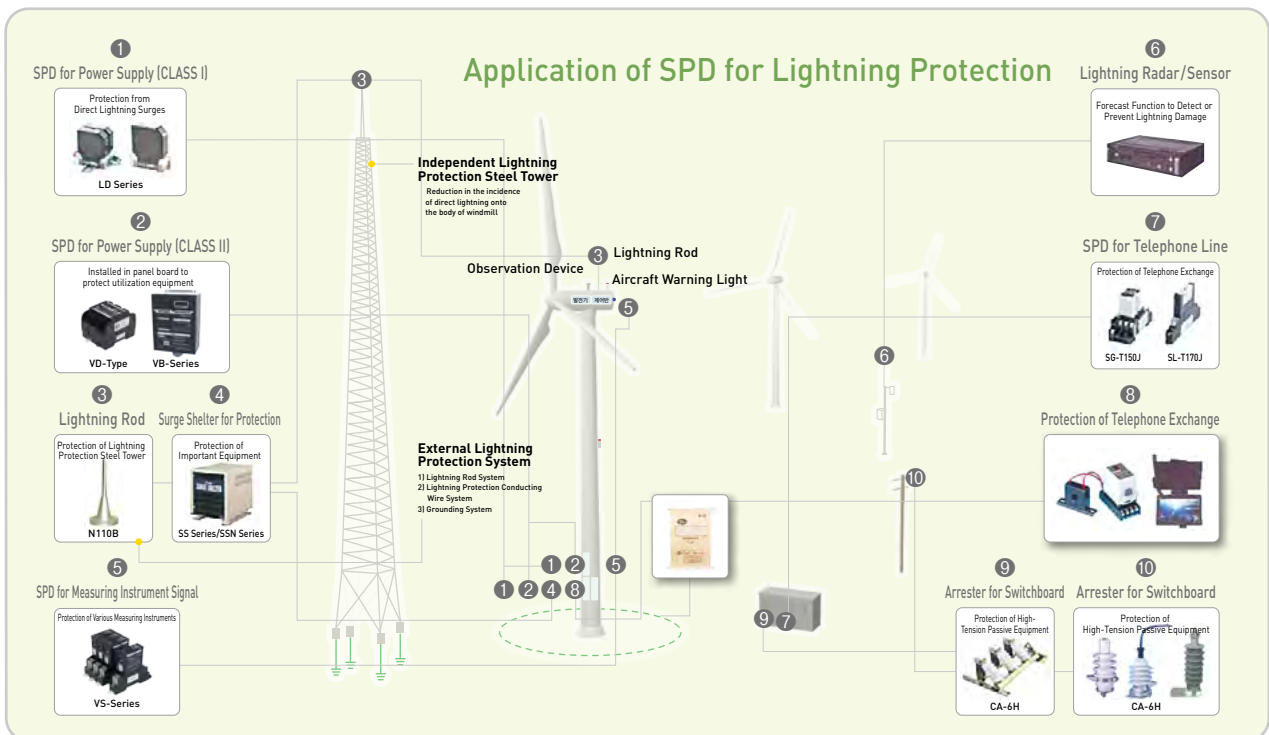 Application of SPD for Lightning Protection
1
SPD for Power Supply (CLASS I)
Protection from
Direct Lightning Surges
LD Series
2
SPD for Power Supply (CLASS II)
Installed in panel board to
protect utilization equipment
VD-Type
VB-Series
3
Lightning Rod
Protection of Lightning
Protection Steel Tower
N110B
4
Surge Shelter for Protection
Protection of
Important Equipment
SS Series/SSN Series
5
SPD for Measuring Instrument Signal
Protection of Various Measuring Instruments
VS-Series
3
Independent Lightning
Protection Steel Tower
Reduction in the incidence
of direct lightning onto
the body of windmill
3
Lightning Rod
Observation Device
Aircraft Warning Light
발전기 제어반
5
External Lightning
Protection System
1) Lightning Rod System
2) Lightning Protection Conducting
Wire System
3) Grounding System
1 2 5
1 2 4 8
6
10
9 7
6
Lightning Radar/Sensor
Forecast Function to Detect or
Prevent Lightning Damage
7
SPD for Telephone Line
Protection of Telephone Exchange
SG-T150J
SL-T170J
8
Protection of Telephone Exchange
9
Arrester for Switchboard
Protection of High-
Tension Passive Equipment
CA-6H
10
Arrester for Switchboard
Protection of
High-Tension Passive Equipment
CA-6H